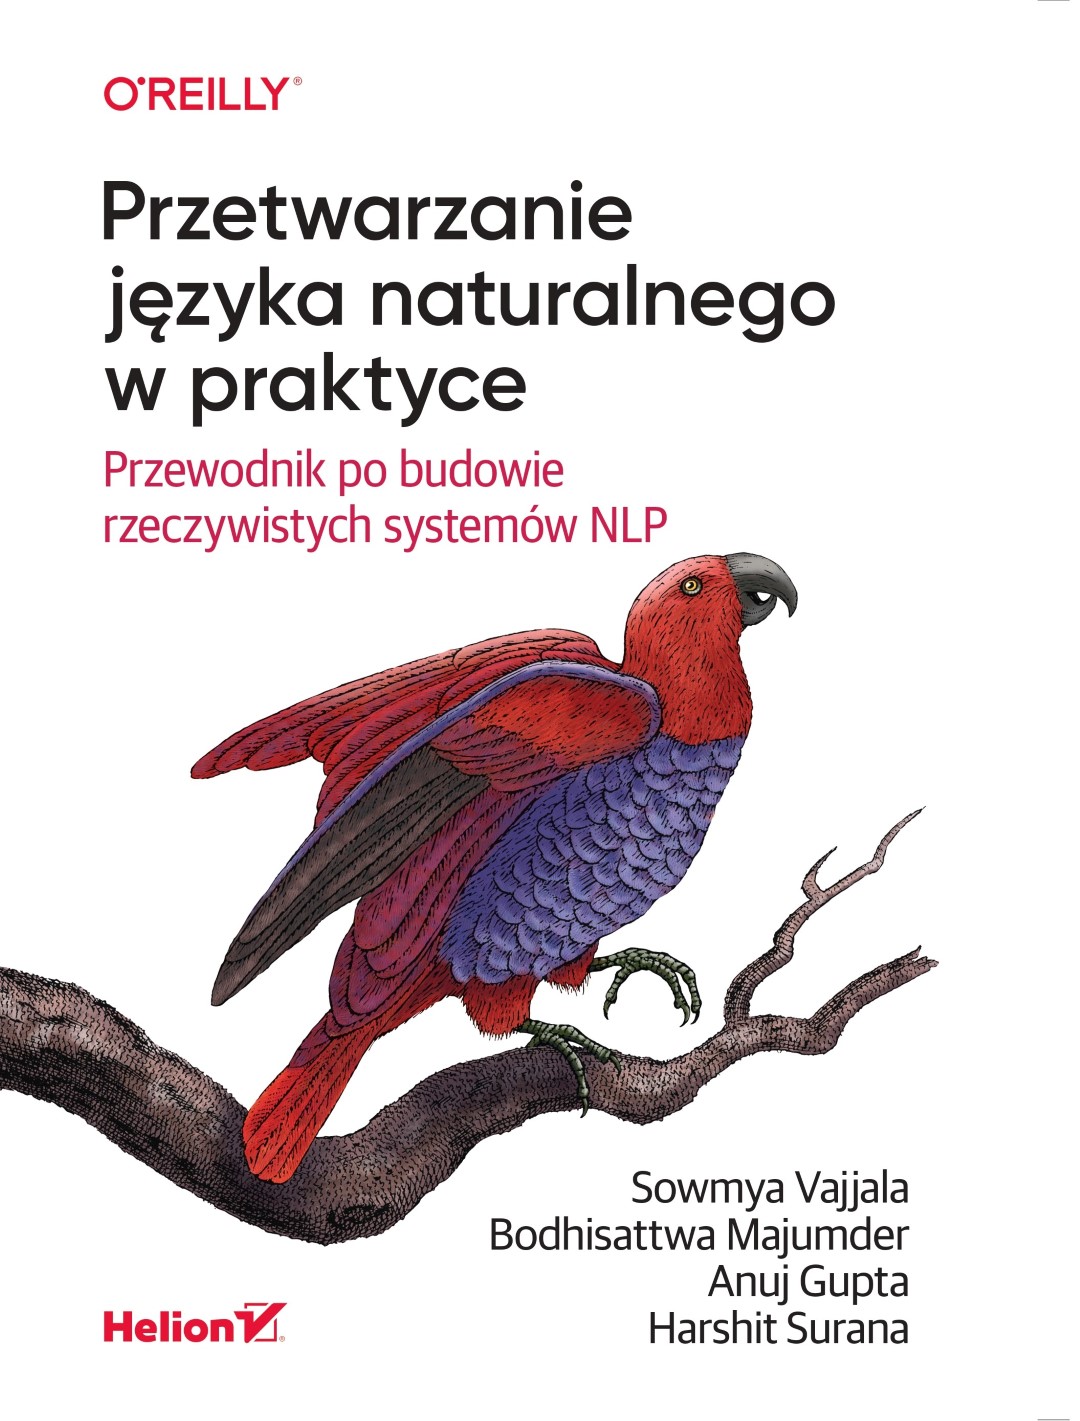 O'REILLY®
Przetwarzanie
języka naturalnego
w praktyce
Przewodnik po budowie
rzeczywistych systemów NLP
Sowmya Vajjala
Bodhisattwa Majumder
Anuj Gupta
Harshit Surana
Helion®